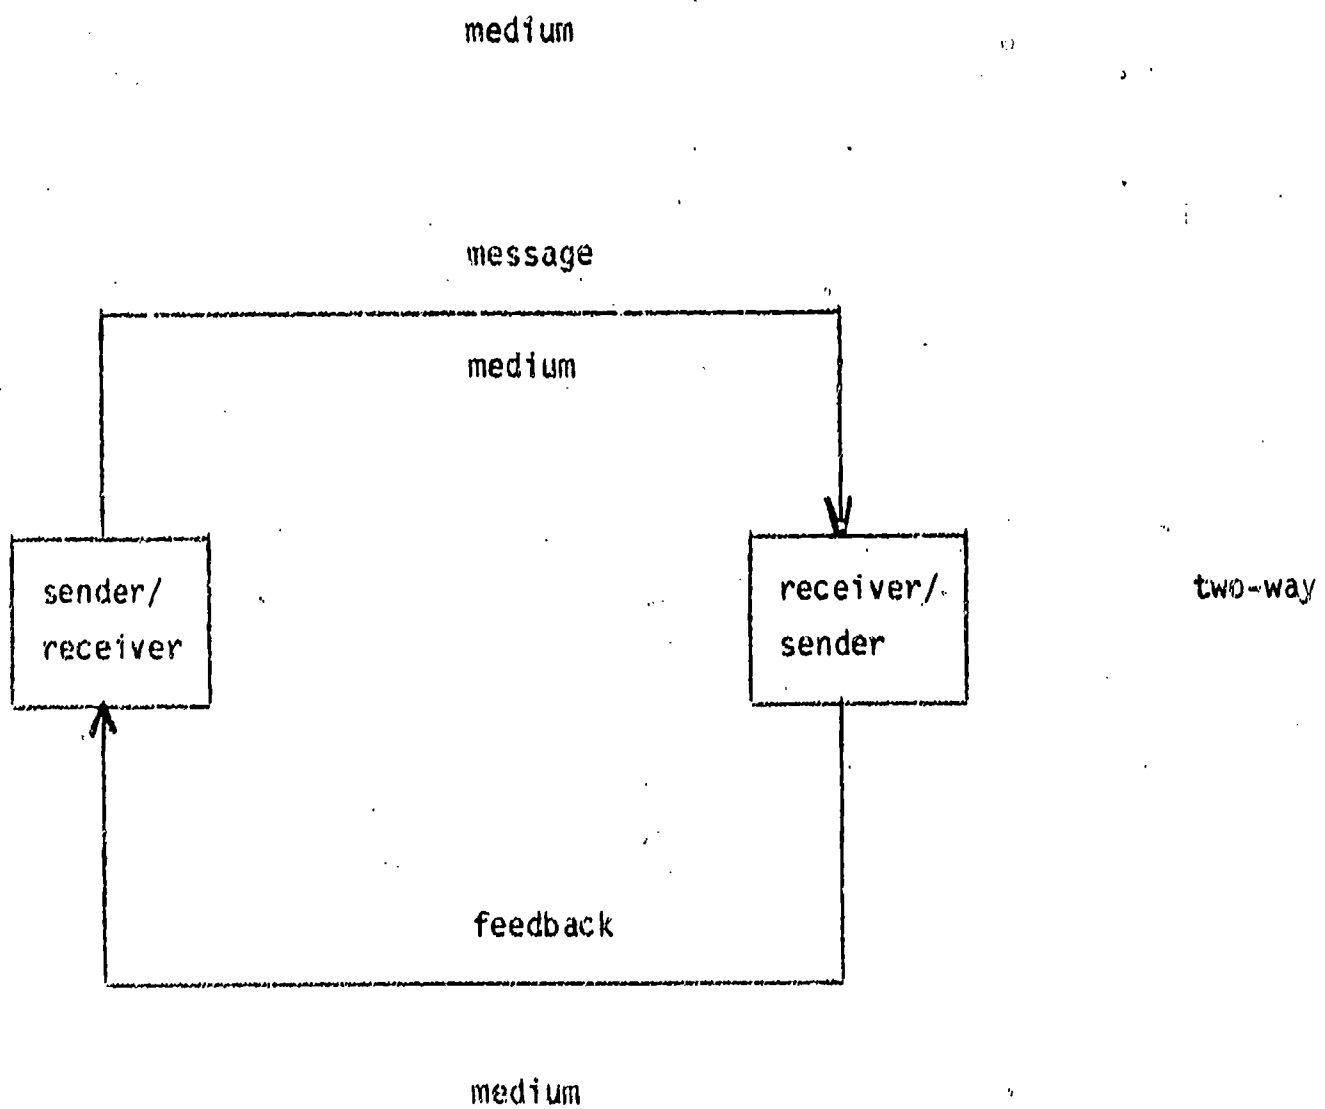 medium
message
medium
sender/
receiver
receiver/
sender
two-way
feedback
medium